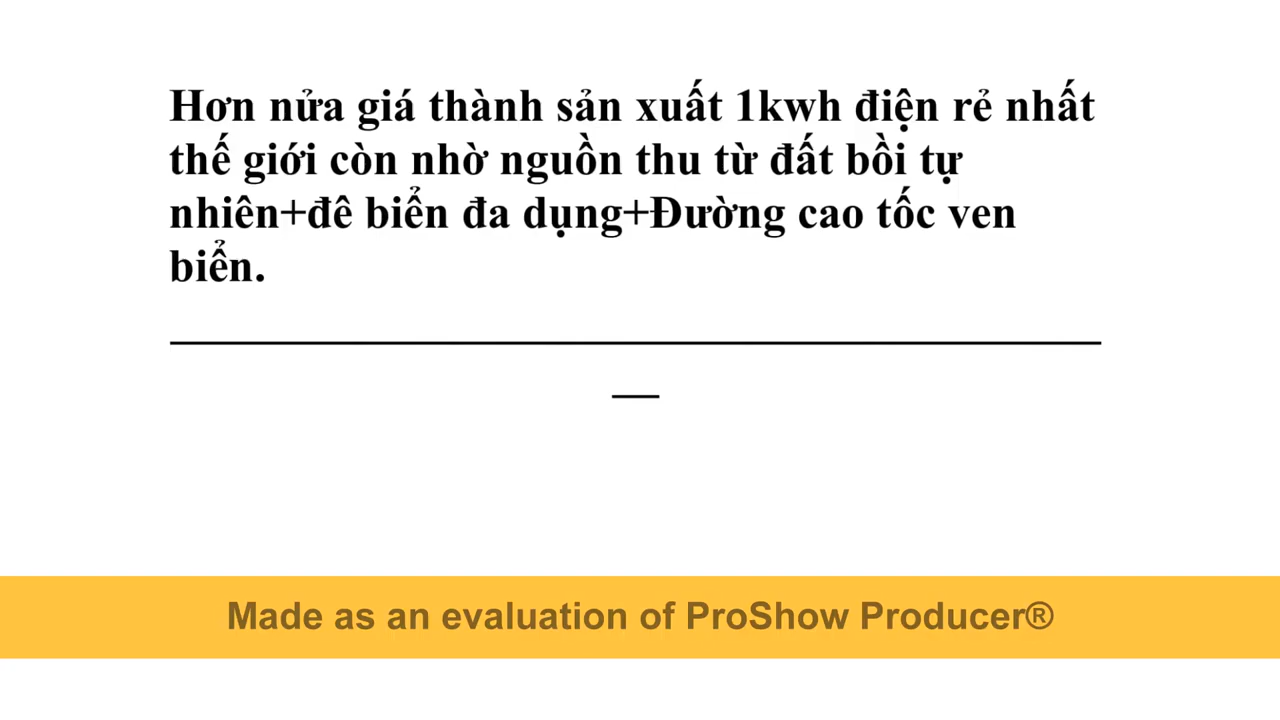 Hơn nửa giá thành sản xuất 1kwh điện rẻ nhất
thế giới còn nhờ nguồn thu từ đất bồi tự
nhiên+đê biển đa dụng+Đường cao tốc ven
biển.
Made as an evaluation of ProShow Producer®